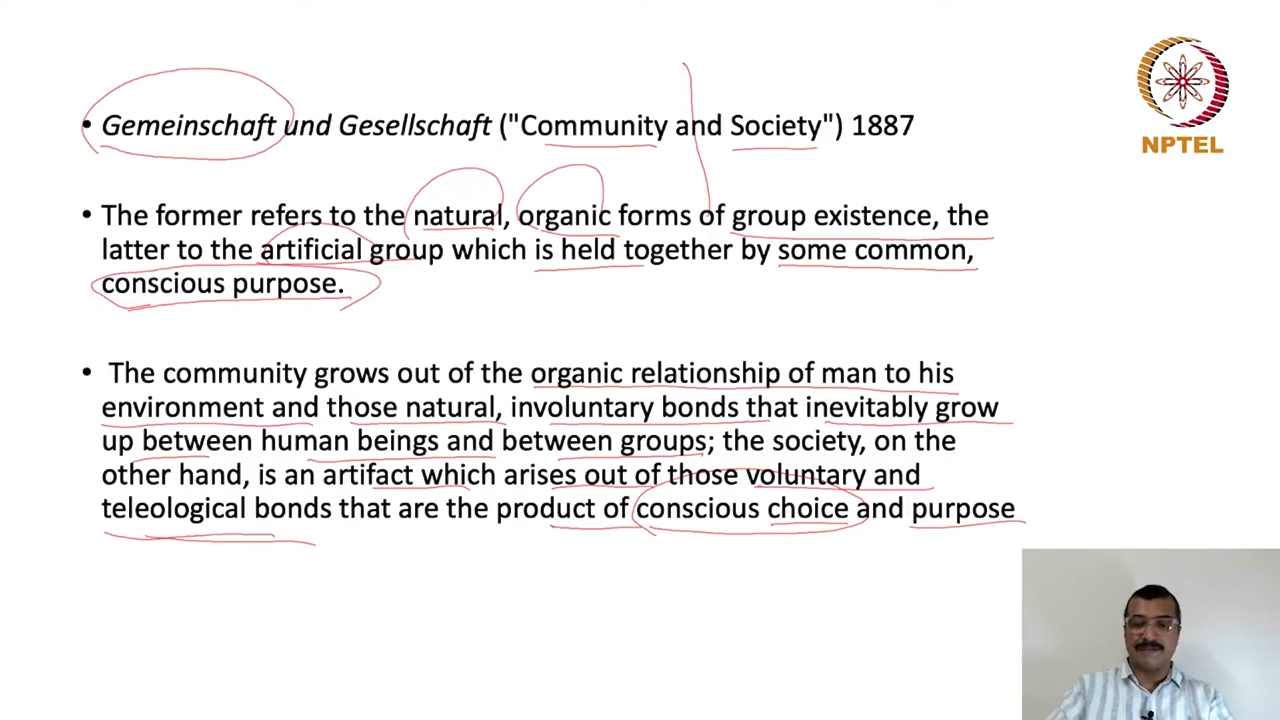 • Gemeinschaft und Gesellschaft ("Community and Society") 1887
NPTEL
• The former refers to the natural, organic forms of group existence, the
latter to the artificial group which is held together by some common,
conscious purpose.
• The community grows out of the organic relationship of man to his
environment and those natural, involuntary bonds that inevitably grow
up between human beings and between groups; the society, on the
other hand, is an artifact which arises out of those voluntary and
teleological bonds that are the product of conscious choice and purpose